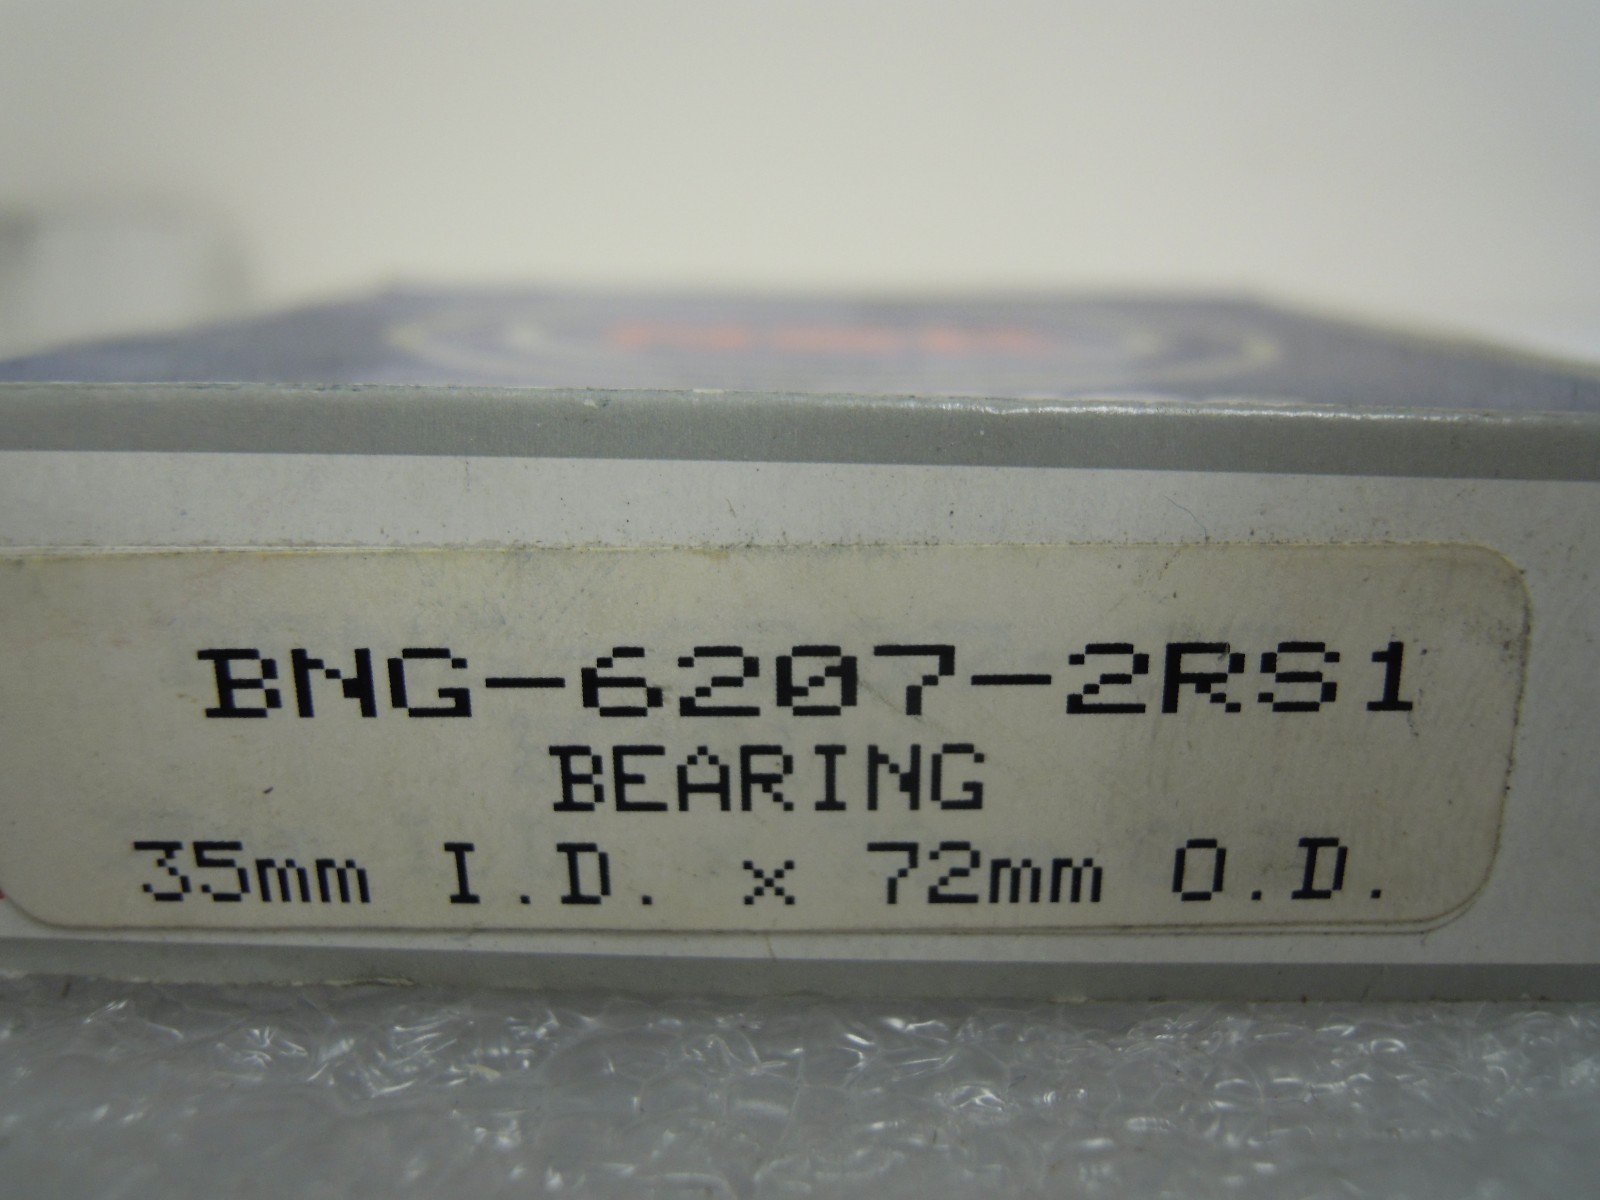 BNG-6207-2RS1
BEARING
35mm I.D. x 72mm O.D.